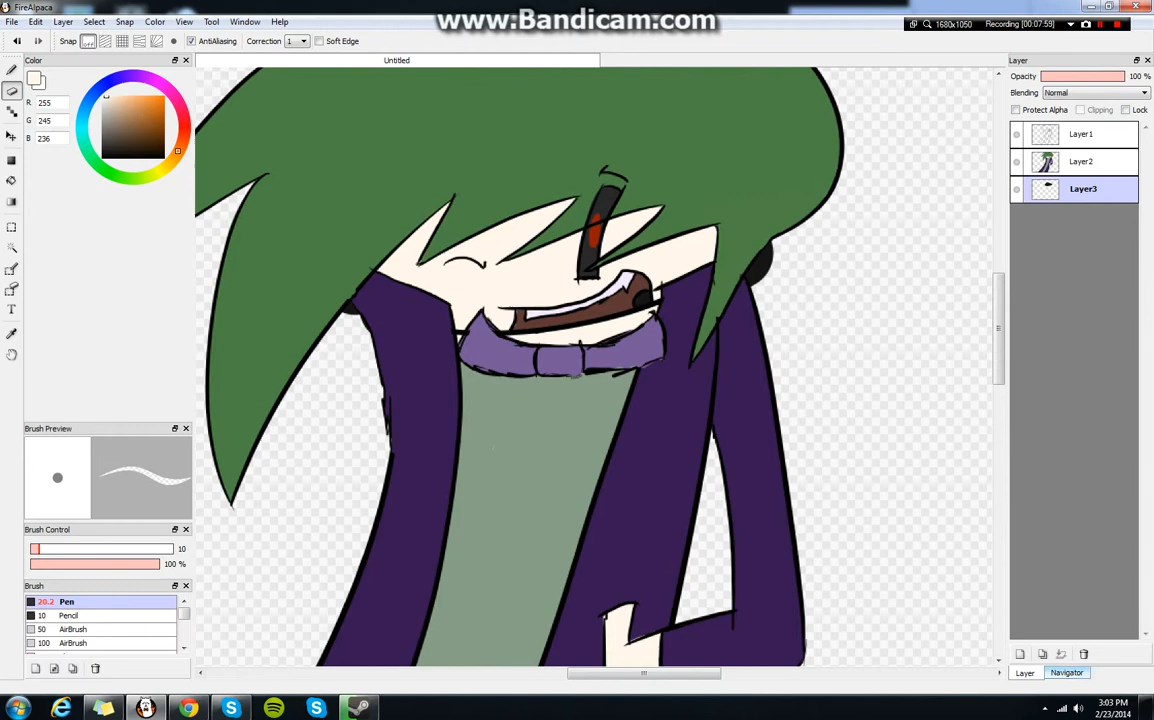 FireAlpaca
www.Bandicam.com
File Edit Layer Select Snap Color View Tool Window Help
1680x1050 Recording [00:07:59]
Snap off AntiAliasing Correction 1 Soft Edge
Color
Untitled
Layer
R 255
G 245
B 236
Opacity 100 %
Blending Normal
Protect Alpha Clipping Lock
Layer1
Layer2
Layer3
Brush Preview
Brush Control
10
100 %
Brush
20.2 Pen
10 Pencil
50 AirBrush
100 AirBrush
Layer Navigator
3:03 PM
2/23/2014